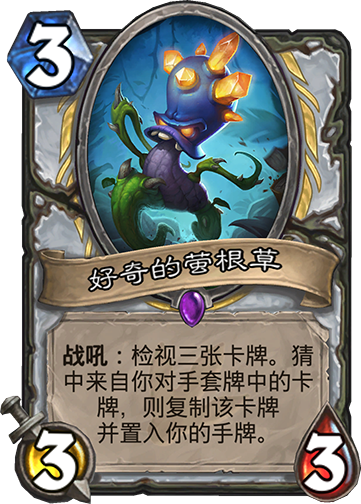 3
好奇的萤根草
战吼：检视三张卡牌。猜
中来自你对手套牌中的卡
牌，则复制该卡牌
并置入你的手牌。
3
3